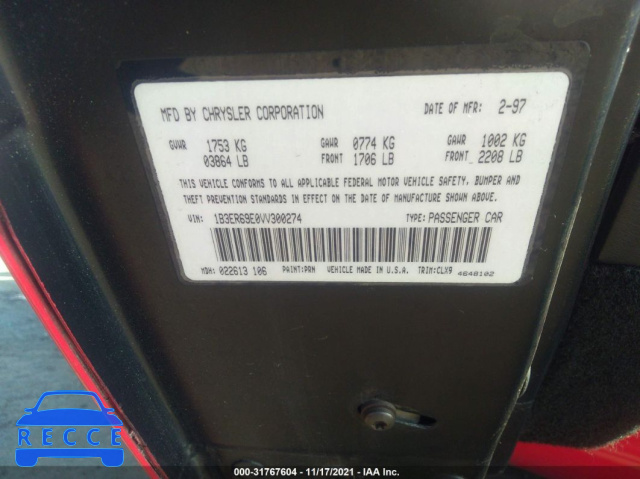 MFD BY CHRYSLER CORPORATION DATE OF MFR: 2-97
GVWR 1753 KG GAWR 0774 KG GAWR 1002 KG
03864 LB FRONT 1706 LB FRONT 2208 LB
THIS VEHICLE CONFORMS TO ALL APPLICABLE FEDERAL MOTOR VEHICLE SAFETY, BUMPER AND
THEFT PREVENTION STANDARDS IN EFFECT ON THE DATE OF MANUFACTURE SHOWN ABOVE.
VIN: 1B3ER69E0VV300274 TYPE: PASSENGER CAR
MDH: 022613 106 PAINT: PRN VEHICLE MADE IN U.S.A. TRIM: CLX9 4648102
RECCE
000-31767604 - 11/17/2021 - IAA Inc.